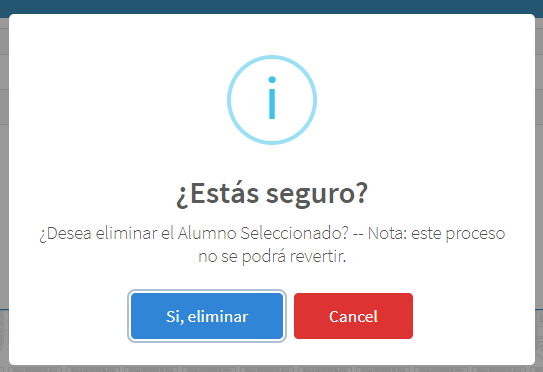 i
¿Estás seguro?
¿Desea eliminar el Alumno Seleccionado? -- Nota: este proceso
no se podrá revertir.
Si, eliminar
Cancel